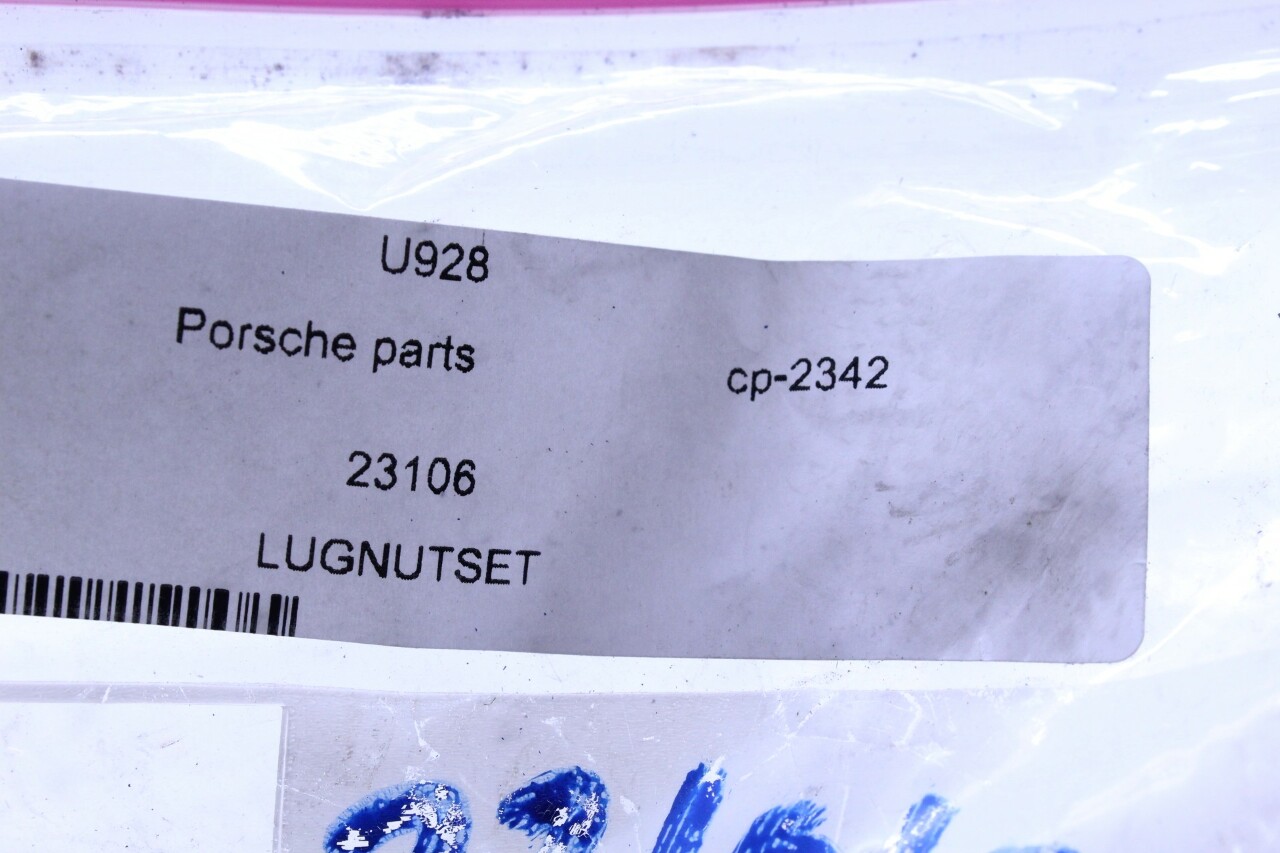 U928
Porsche parts
cp-2342
23106
LUGNUTSET